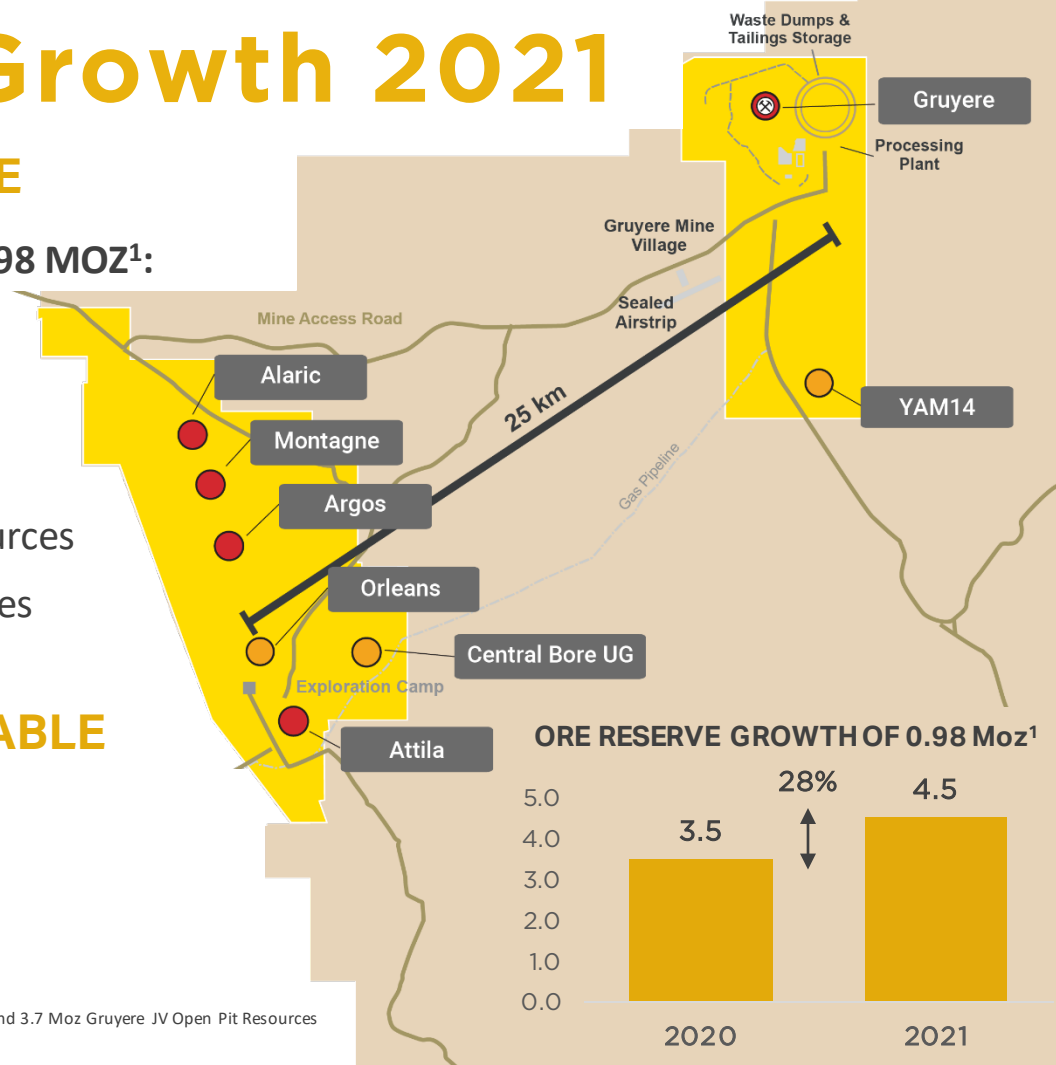 Growth 2021
E
98 MOZ¹:
urces
es
ABLE
nd 3.7 Moz Gruyere JV Open Pit Resources
Waste Dumps &
Tailings Storage
Gruyere
Processing
Plant
Gruyere Mine
Village
Sealed
Airstrip
Mine Access Road
Alaric
Montagne
Argos
25 km
YAM14
Gas Pipeline
Orleans
Central Bore UG
Exploration Camp
Attila
ORE RESERVE GROWTH OF 0.98 Moz¹
28%
4.5
3.5
5.0
4.0
3.0
2.0
1.0
0.0
2020
2021